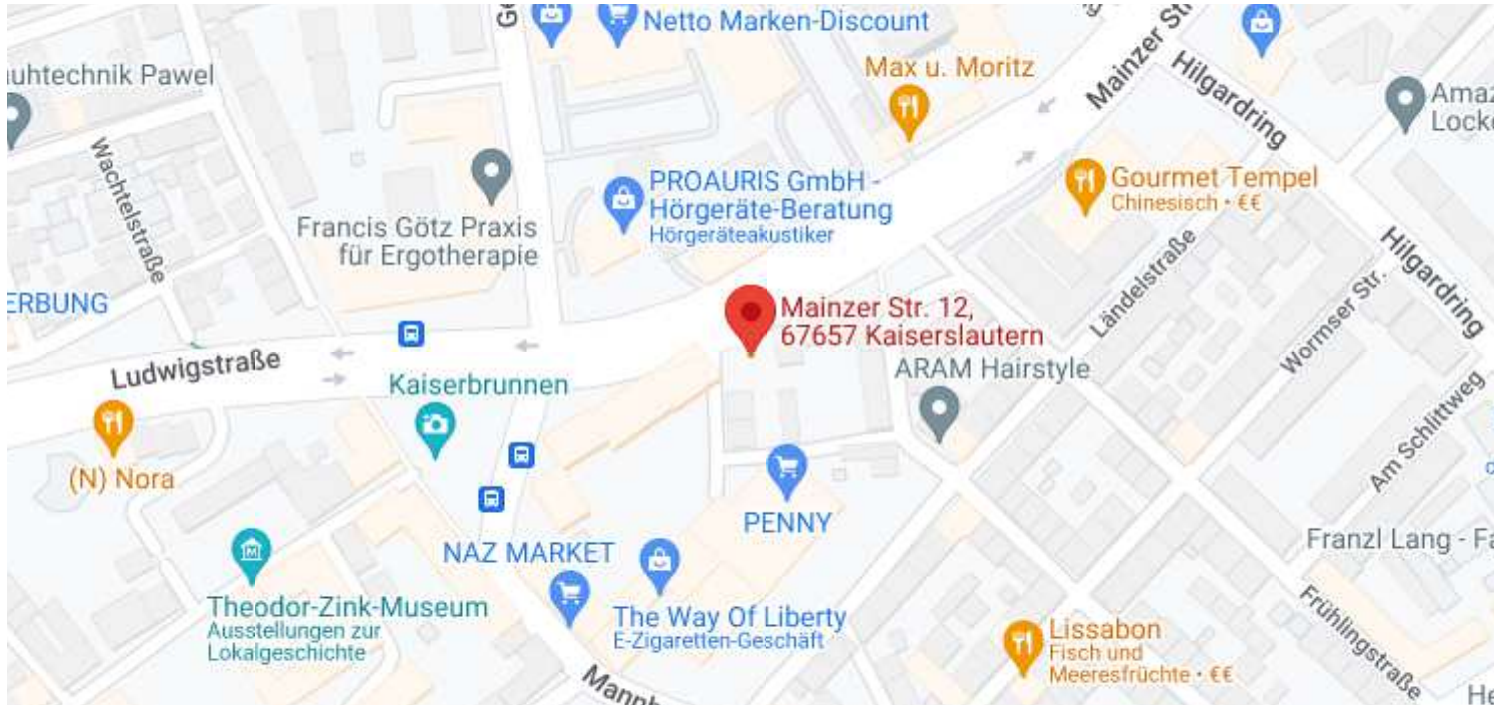 Netto Marken-Discount
Mainzer Str
Hilgardring
uhtechnik Pawel
Max u. Moritz
Wachtelstraße
PROAURIS GmbH -
Hörgeräte-Beratung
Hörgeräteakustiker
Gourmet Tempel
Chinesisch • €€
Francis Götz Praxis
für Ergotherapie
Hilgardring
Ländelstraße
Wormser Str.
ERBUNG
Mainzer Str. 12,
67657 Kaiserslautern
Ludwigstraße
Kaiserbrunnen
ARAM Hairstyle
Am Schlittweg
(N) Nora
PENNY
NAZ MARKET
Franzl Lang - Fa
Theodor-Zink-Museum
Ausstellungen zur
Lokalgeschichte
The Way Of Liberty
E-Zigaretten-Geschäft
Lissabon
Fisch und
Meeresfrüchte • €€
Frühlingstraße